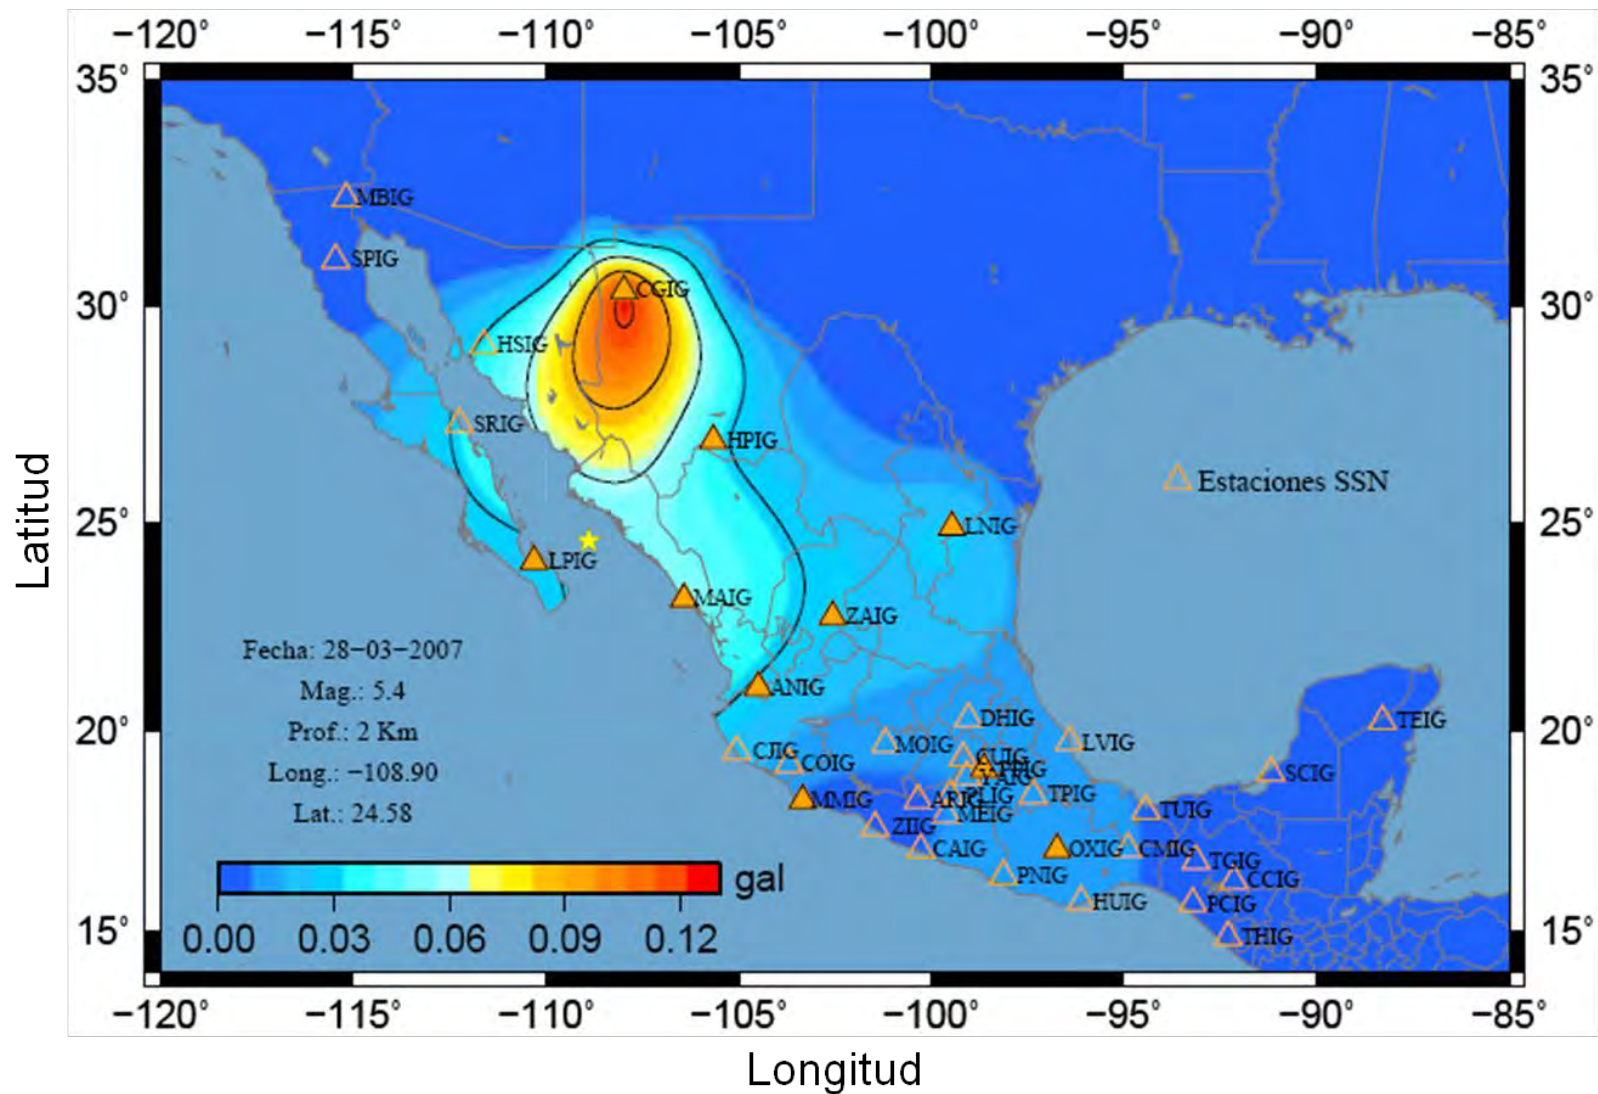 −120° −115° −110° −105° −100° −95° −90° −85°
35° 35°
MBIG
SPIG
30° 30°
CGIG
HSIG
SRIG
HPIG
Estaciones SSN
25° 25°
LNIG
LPIG
MAIG
ZAIG
Fecha: 28−03−2007
Mag.: 5.4
Prof.: 2 Km
Long.: −108.90
Lat.: 24.58
ANIG
20° 20°
DHIG
TEIG
MOIG
LVIG
CJIG
CUIG
COIG
SCIG
YAIG
MMIG
ARIG
PLIG
TPIG
MEIG
TUIG
ZIIG
CAIG
OXIG
CMIG
TGIG
PNIG
CCIG
HUIG
PCIG
THIG
15° 15°
gal
0.00 0.03 0.06 0.09 0.12
−120° −115° −110° −105° −100° −95° −90° −85°
Latitud
Longitud